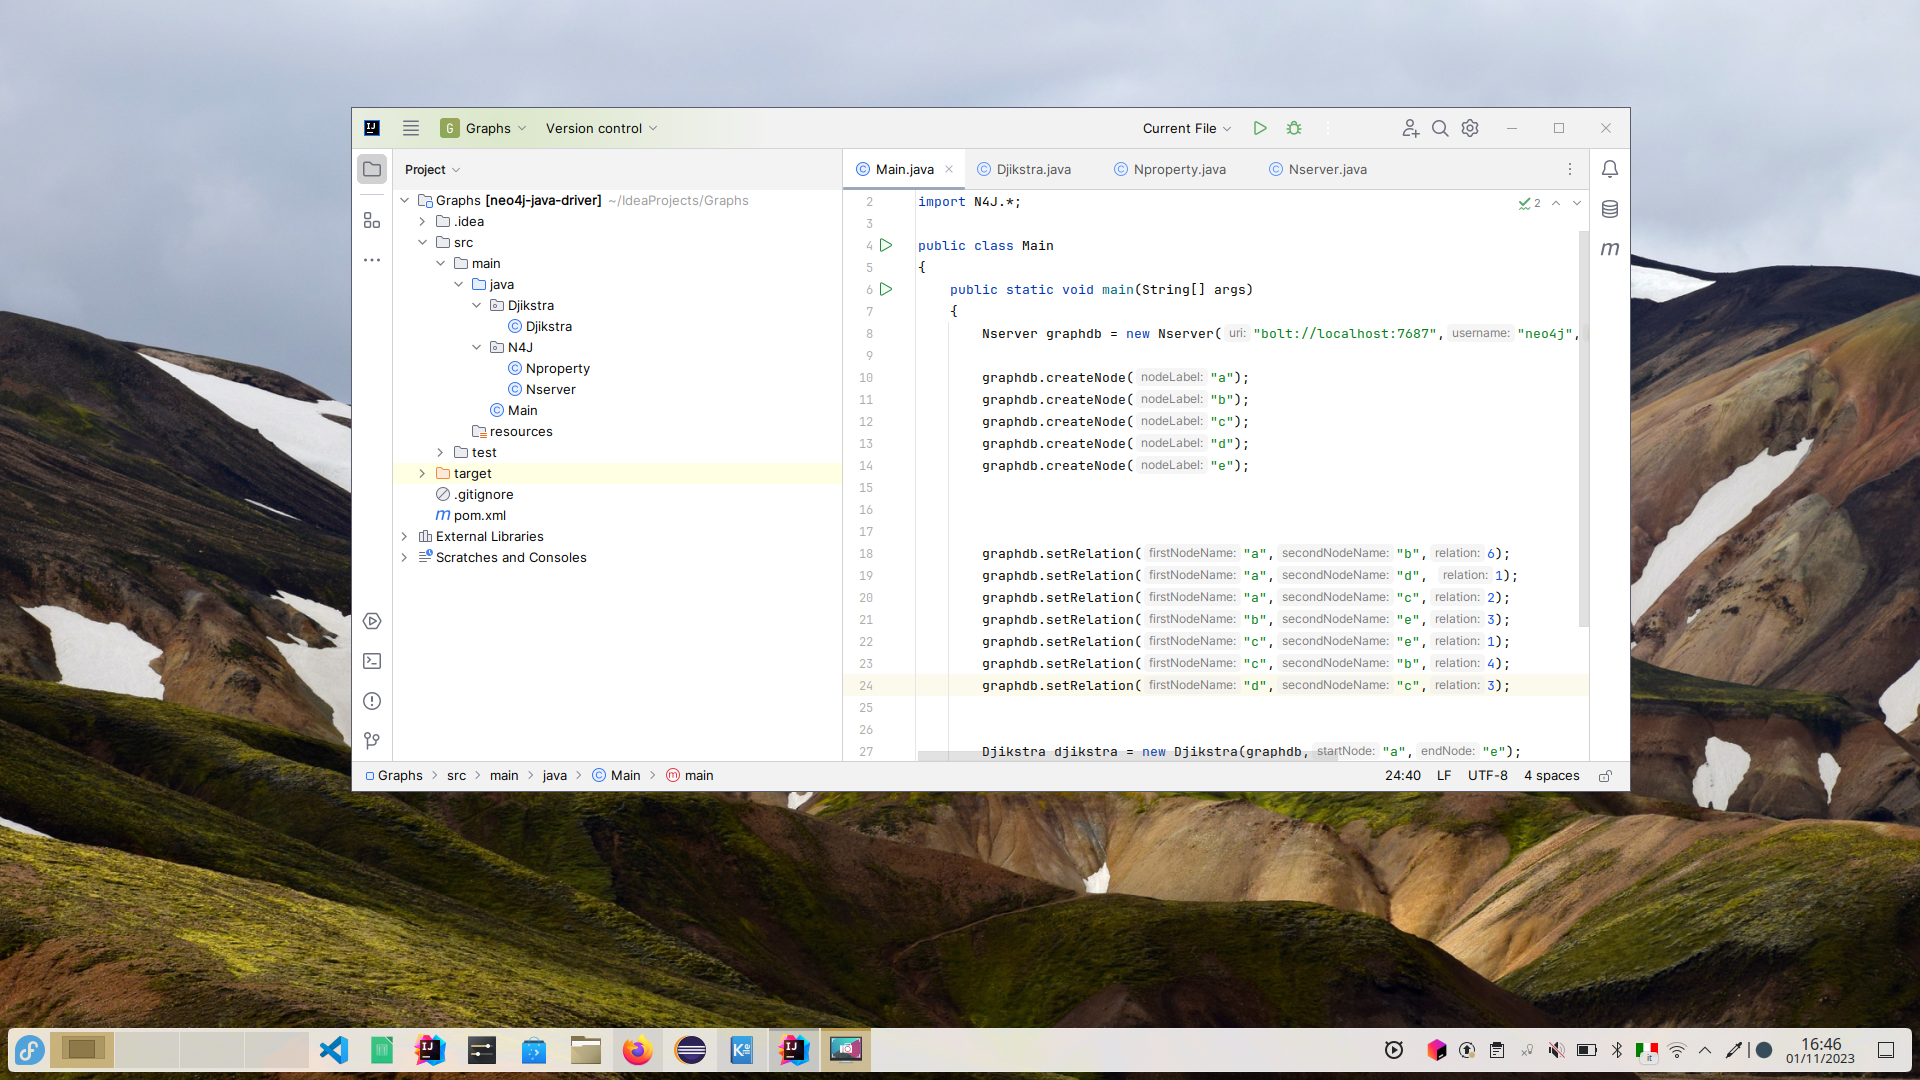 G Graphs Version control Current File
Project
Main.java Djikstra.java Nproperty.java Nserver.java
Graphs [neo4j-java-driver] ~/IdeaProjects/Graphs
.idea
src
main
java
Djikstra
Djikstra
N4J
Nproperty
Nserver
Main
resources
test
target
.gitignore
m pom.xml
External Libraries
Scratches and Consoles
2 import N4J.*; 2
3
4 public class Main
5 {
6 public static void main(String[] args)
7 {
8 Nserver graphdb = new Nserver( uri: "bolt://localhost:7687", username: "neo4j",
9
10 graphdb.createNode( nodeLabel: "a");
11 graphdb.createNode( nodeLabel: "b");
12 graphdb.createNode( nodeLabel: "c");
13 graphdb.createNode( nodeLabel: "d");
14 graphdb.createNode( nodeLabel: "e");
15
16
17
18 graphdb.setRelation( firstNodeName: "a", secondNodeName: "b", relation: 6);
19 graphdb.setRelation( firstNodeName: "a", secondNodeName: "d", relation: 1);
20 graphdb.setRelation( firstNodeName: "a", secondNodeName: "c", relation: 2);
21 graphdb.setRelation( firstNodeName: "b", secondNodeName: "e", relation: 3);
22 graphdb.setRelation( firstNodeName: "c", secondNodeName: "e", relation: 1);
23 graphdb.setRelation( firstNodeName: "c", secondNodeName: "b", relation: 4);
24 graphdb.setRelation( firstNodeName: "d", secondNodeName: "c", relation: 3);
25
26
27 Djikstra djikstra = new Djikstra(graphdb, startNode: "a", endNode: "e");
Graphs > src > main > java > Main > main
24:40 LF UTF-8 4 spaces
it
16:46
01/11/2023